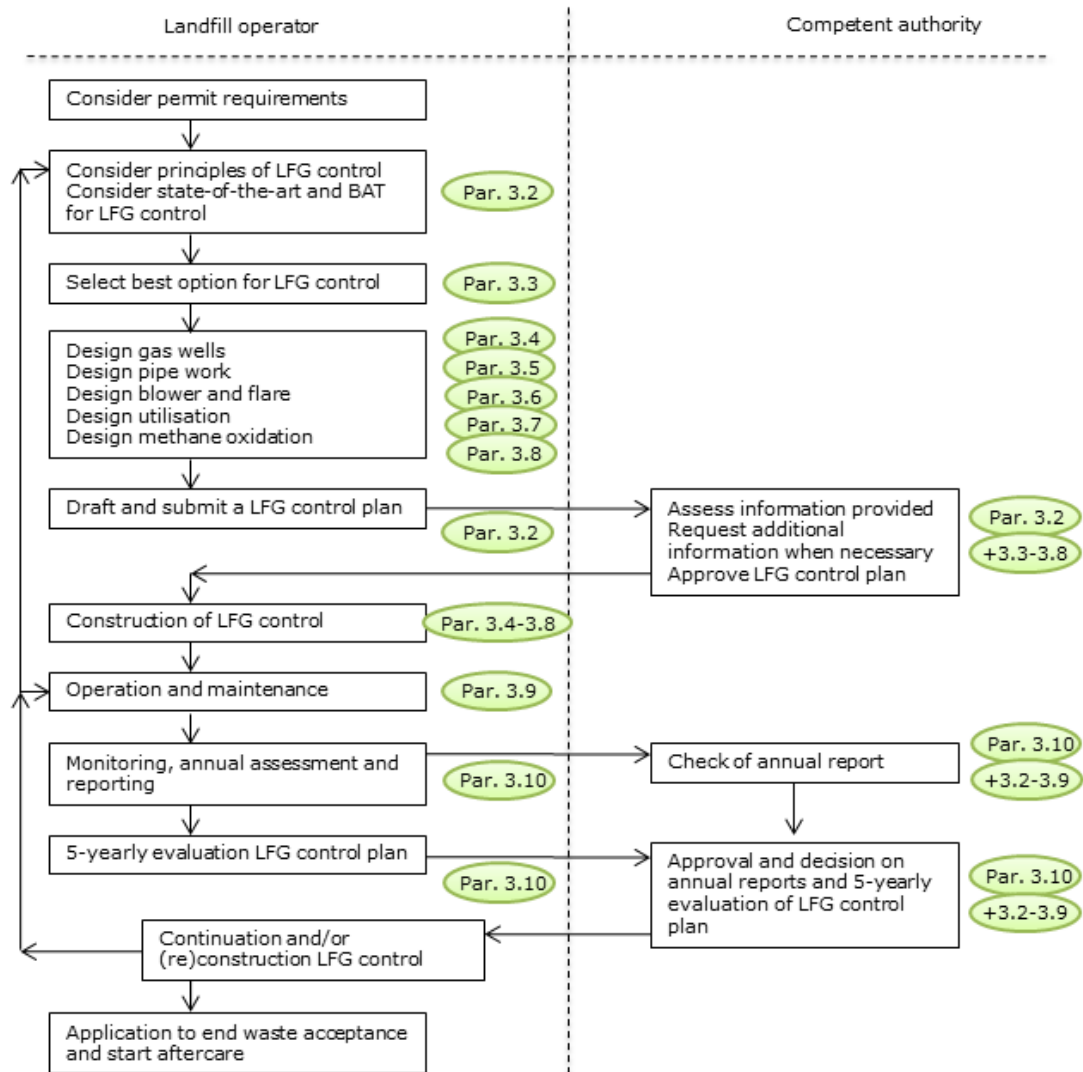 Landfill operator
Competent authority
Consider permit requirements
Consider principles of LFG control
Consider state-of-the-art and BAT
for LFG control
Par. 3.2
Select best option for LFG control
Par. 3.3
Design gas wells
Design pipe work
Design blower and flare
Design utilisation
Design methane oxidation
Par. 3.4
Par. 3.5
Par. 3.6
Par. 3.7
Par. 3.8
Draft and submit a LFG control plan
Par. 3.2
Assess information provided
Request additional
information when necessary
Approve LFG control plan
Par. 3.2
+3.3-3.8
Construction of LFG control
Par. 3.4-3.8
Operation and maintenance
Par. 3.9
Monitoring, annual assessment and
reporting
Par. 3.10
Check of annual report
Par. 3.10
+3.2-3.9
5-yearly evaluation LFG control plan
Par. 3.10
Approval and decision on
annual reports and 5-yearly
evaluation of LFG control
plan
Par. 3.10
+3.2-3.9
Continuation and/or
(re)construction LFG control
Application to end waste acceptance
and start aftercare